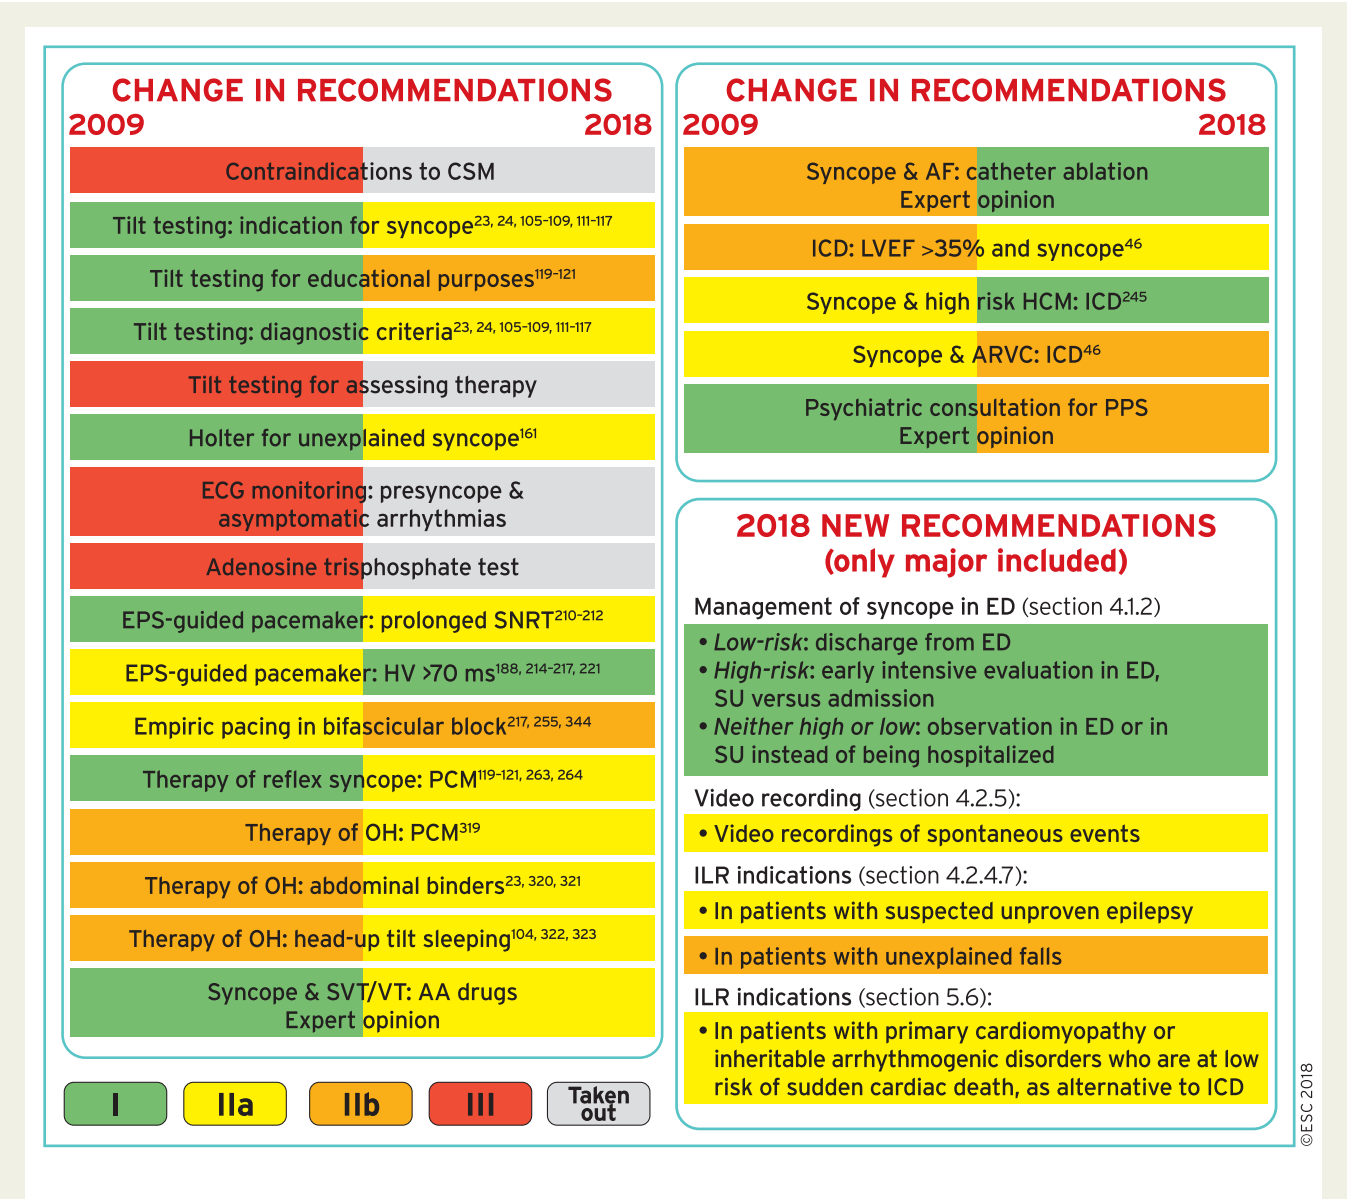 CHANGE IN RECOMMENDATIONS
2009 2018
Contraindications to CSM
Tilt testing: indication for syncope23, 24, 105–109, 111–117
Tilt testing for educational purposes119–121
Tilt testing: diagnostic criteria23, 24, 105–109, 111–117
Tilt testing for assessing therapy
Holter for unexplained syncope161
ECG monitoring: presyncope &
asymptomatic arrhythmias
Adenosine trisphosphate test
EPS-guided pacemaker: prolonged SNRT210–212
EPS-guided pacemaker: HV >70 ms188, 214–217, 221
Empiric pacing in bifascicular block217, 255, 344
Therapy of reflex syncope: PCM119–121, 263, 264
Therapy of OH: PCM319
Therapy of OH: abdominal binders23, 320, 321
Therapy of OH: head-up tilt sleeping104, 322, 323
Syncope & SVT/VT: AA drugs
Expert opinion
I IIa IIb III Taken
out
CHANGE IN RECOMMENDATIONS
2009 2018
Syncope & AF: catheter ablation
Expert opinion
ICD: LVEF >35% and syncope46
Syncope & high risk HCM: ICD245
Syncope & ARVC: ICD46
Psychiatric consultation for PPS
Expert opinion
2018 NEW RECOMMENDATIONS
(only major included)
Management of syncope in ED (section 4.1.2)
• Low-risk: discharge from ED
• High-risk: early intensive evaluation in ED,
SU versus admission
• Neither high or low: observation in ED or in
SU instead of being hospitalized
Video recording (section 4.2.5):
• Video recordings of spontaneous events
ILR indications (section 4.2.4.7):
• In patients with suspected unproven epilepsy
• In patients with unexplained falls
ILR indications (section 5.6):
• In patients with primary cardiomyopathy or
inheritable arrhythmogenic disorders who are at low
risk of sudden cardiac death, as alternative to ICD
©ESC 2018